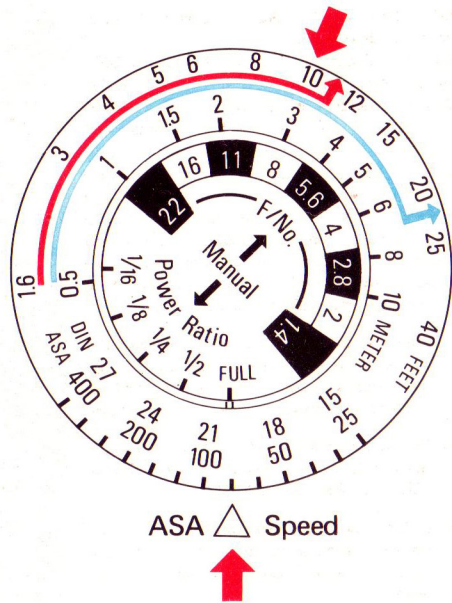 1.6 3 4 5 6 8 10 12 15 20 25 40 FEET
0.5 1 1.5 2 3 4 5 6 8 10 METER
22 16 11 8 5.6 4 2.8 2 1.4
F/No.
Manual
Power Ratio
1/16 1/8 1/4 1/2 FULL
DIN 27 24 21 18 15
ASA 400 200 100 50 25
ASA △ Speed